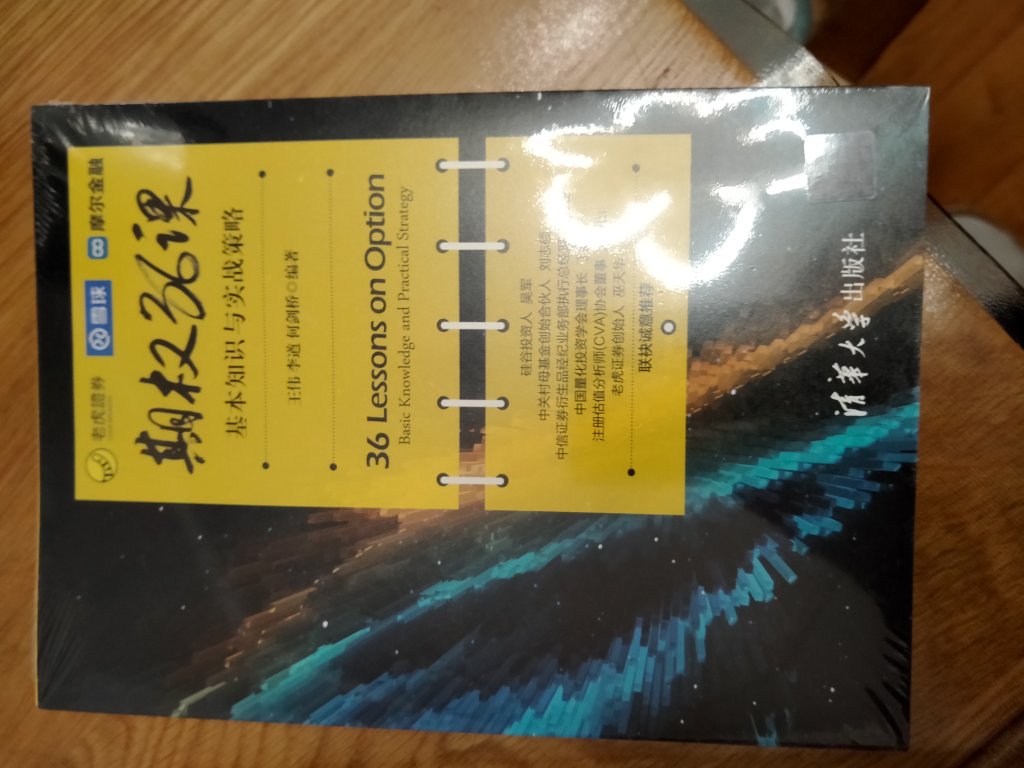 老虎證券 雪球 摩尔金融
期权36课
基本知识与实战策略
王伟 李遒 何剑桥◎编著
36 Lessons on Option
Basic Knowledge and Practical Strategy
硅谷投资人 吴军
中关村母基金创始合伙人
中信证券衍生品经纪业务部执行总经理
中国量化投资学会理事长
注册估值分析师(CVA)协会董事
老虎证券创始人 巫天华
联袂诚意推荐
清华大学出版社